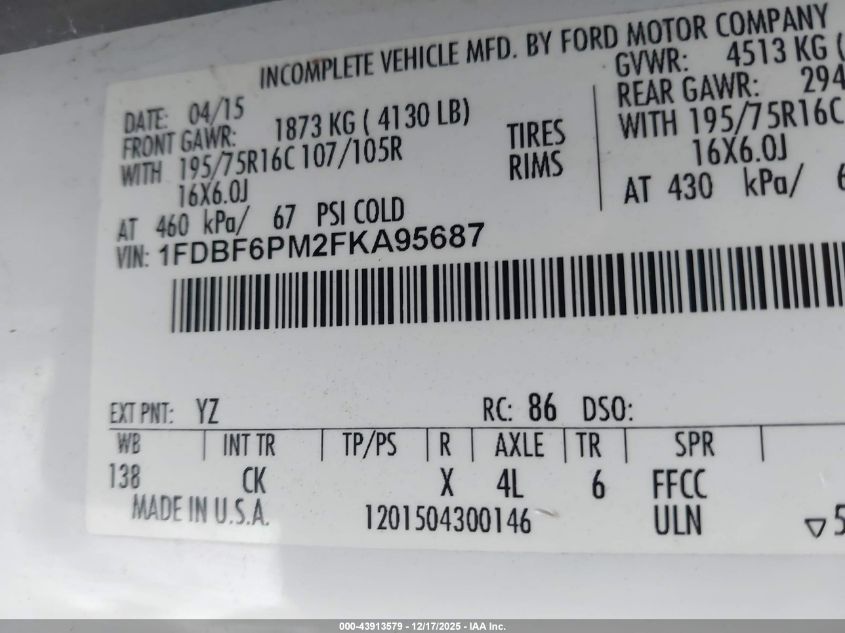 INCOMPLETE VEHICLE MFD. BY FORD MOTOR COMPANY
DATE: 04/15
GVWR: 4513 KG (
FRONT GAWR: 1873 KG ( 4130 LB)
REAR GAWR: 294
WITH 195/75R16C 107/105R
TIRES
WITH 195/75R16C
16X6.0J
RIMS
16X6.0J
AT 460 kPa/ 67 PSI COLD
AT 430 kPa/ 6
VIN: 1FDBF6PM2FKA95687
EXT PNT: YZ
RC: 86 DSO:
WB INT TR TP/PS R AXLE TR SPR
138 CK X 4L 6 FFCC
MADE IN U.S.A. 1201504300146 ULN ▽5
000-43913579 - 12/17/2025 - IAA Inc.